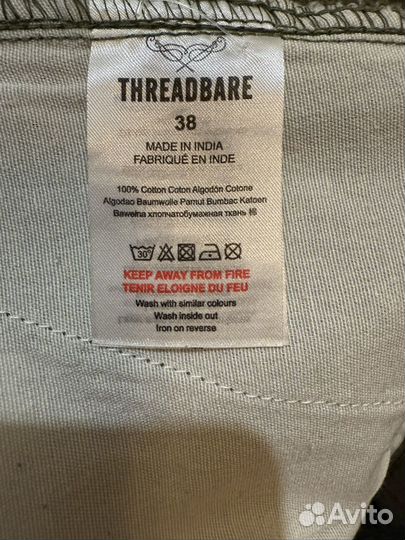 THREADBARE
38
MADE IN INDIA
FABRIQUÉ EN INDE
100% Cotton Coton Algodón Cotone
Algodao Baumwolle Pamut Bumbac Katoen
Bawełna хлопчатобумажная ткань 棉
30°
KEEP AWAY FROM FIRE
TENIR ELOIGNE DU FEU
Wash with similar colours
Wash inside out
Iron on reverse
Avito